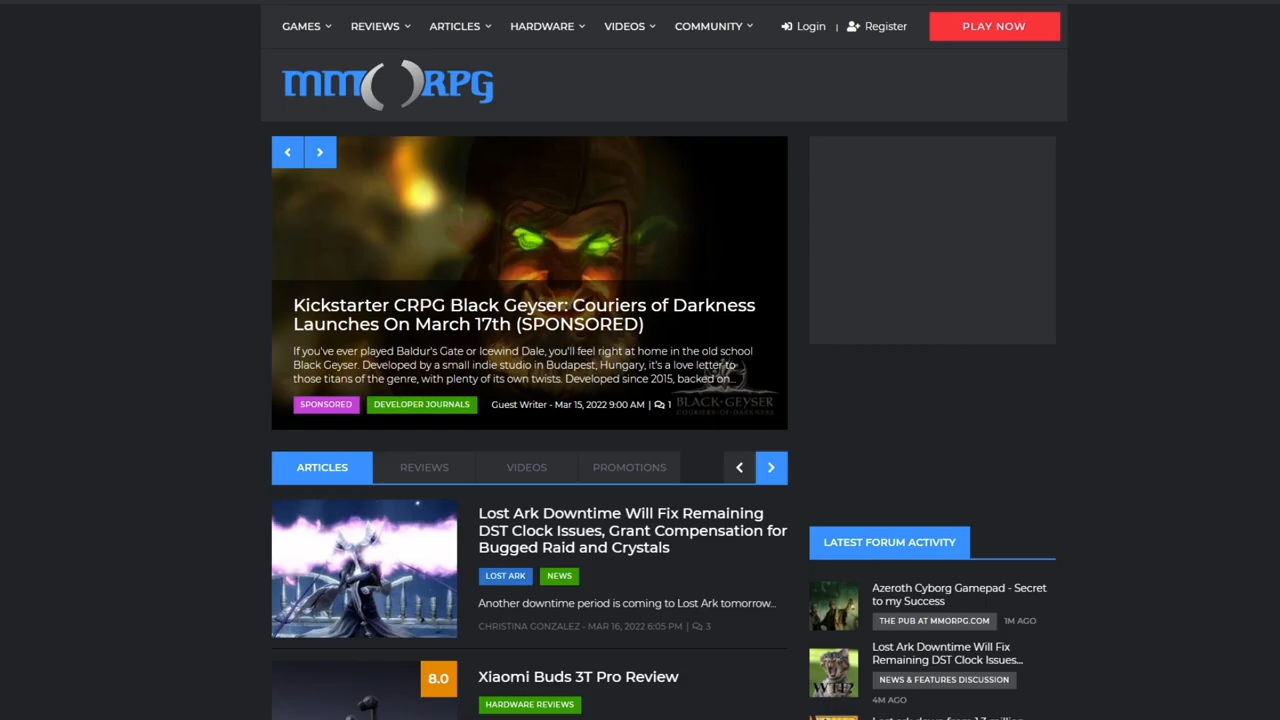 GAMES REVIEWS ARTICLES HARDWARE VIDEOS COMMUNITY Login | Register PLAY NOW
MMORPG
Kickstarter CRPG Black Geyser: Couriers of Darkness
Launches On March 17th (SPONSORED)
If you've ever played Baldur's Gate or Icewind Dale, you'll feel right at home in the old school
Black Geyser. Developed by a small indie studio in Budapest, Hungary, it's a love letter to
those titans of the genre, with plenty of its own twists. Developed since 2015, backed on...
SPONSORED DEVELOPER JOURNALS Guest Writer - Mar 15, 2022 9:00 AM | 1
BLACK·GEYSER
COURIERS OF DARKNESS
ARTICLES REVIEWS VIDEOS PROMOTIONS
Lost Ark Downtime Will Fix Remaining
DST Clock Issues, Grant Compensation for
Bugged Raid and Crystals
LOST ARK NEWS
Another downtime period is coming to Lost Ark tomorrow...
CHRISTINA GONZALEZ - MAR 16, 2022 6:05 PM | 3
8.0
Xiaomi Buds 3T Pro Review
HARDWARE REVIEWS
LATEST FORUM ACTIVITY
Azeroth Cyborg Gamepad - Secret
to my Success
THE PUB AT MMORPG.COM 1M AGO
Lost Ark Downtime Will Fix
Remaining DST Clock Issues...
WTF?
NEWS & FEATURES DISCUSSION
4M AGO
Lost ark down from 1.3 million